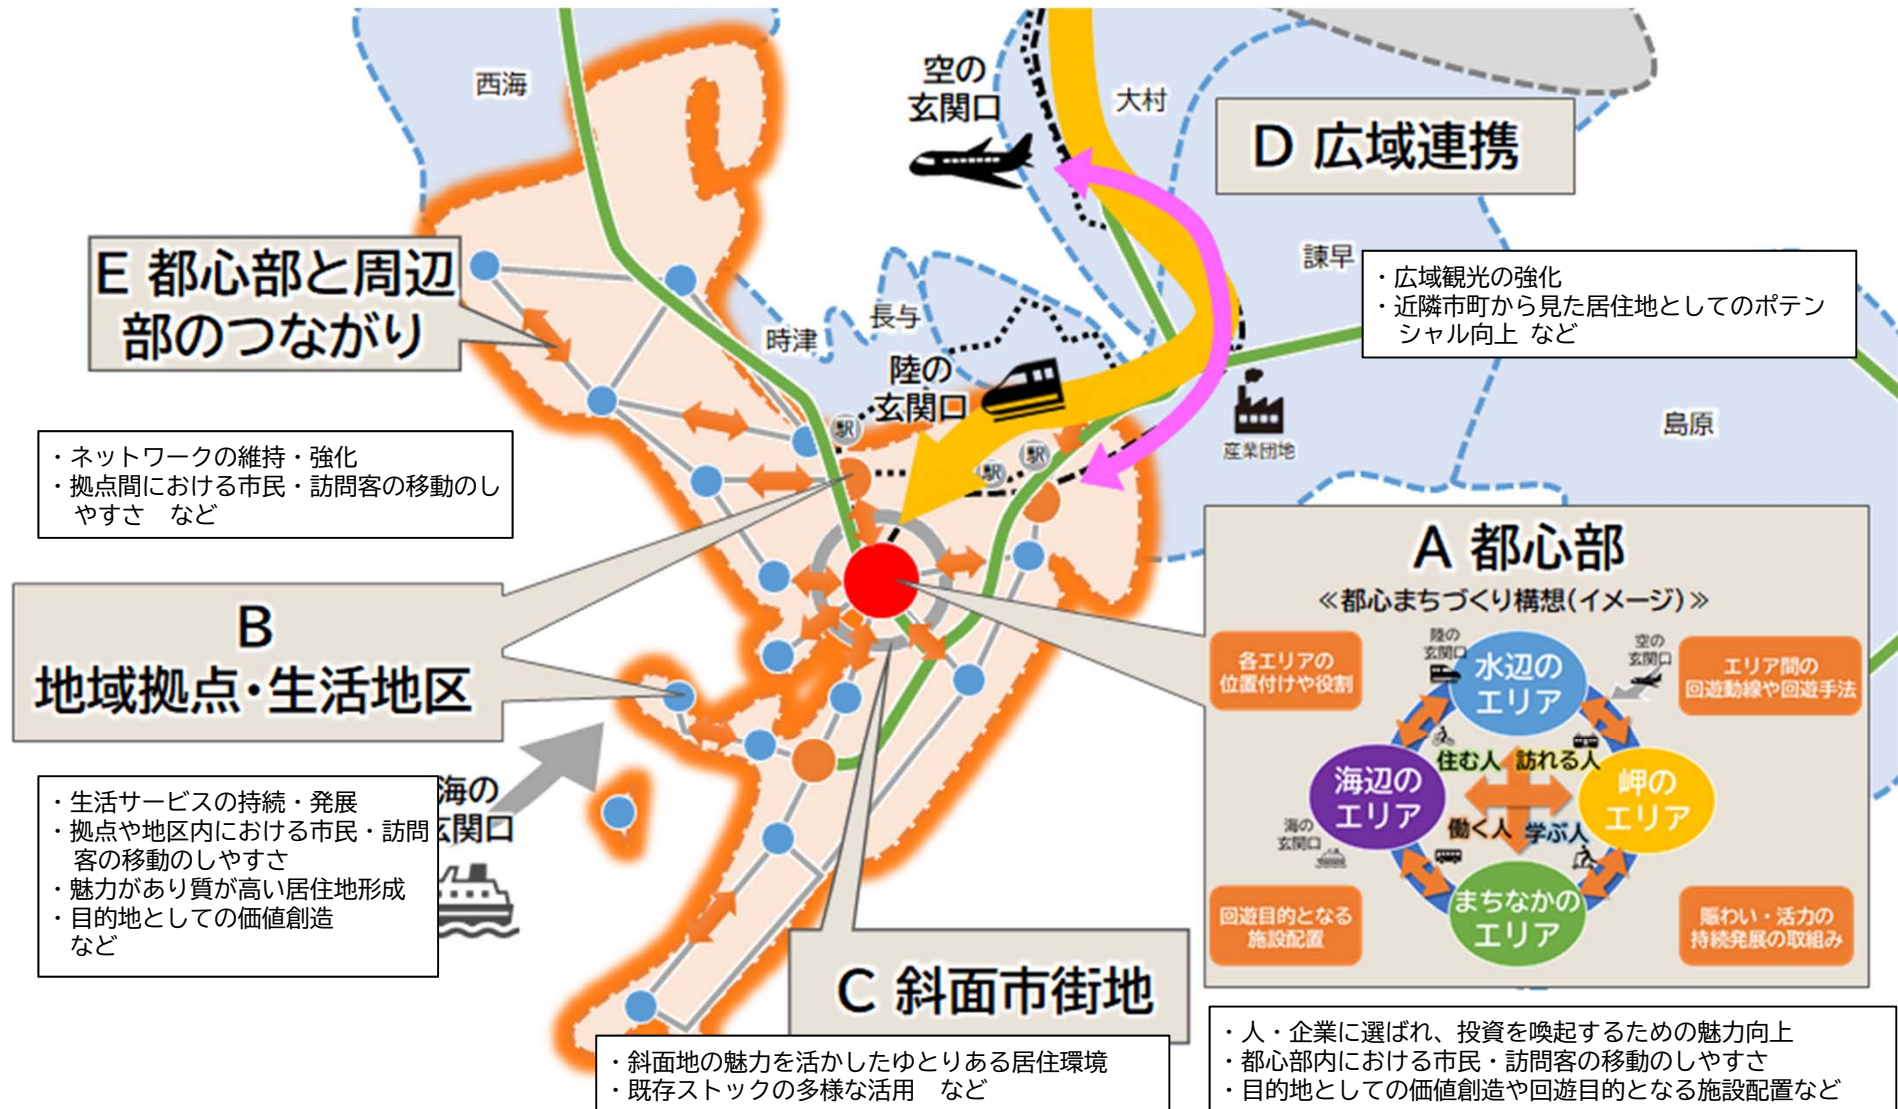 西海
空の
玄関口
大村
D 広域連携
E 都心部と周辺
部のつながり
諫早
・広域観光の強化
・近隣市町から見た居住地としてのポテン
シャル向上 など
長与
時津
陸の
玄関口
駅
駅
駅
産業団地
島原
・ネットワークの維持・強化
・拠点間における市民・訪問客の移動のし
やすさ　など
B
地域拠点・生活地区
・生活サービスの持続・発展
・拠点や地区内における市民・訪問
客の移動のしやすさ
・魅力があり質が高い居住地形成
・目的地としての価値創造
など
海の
玄関口
C 斜面市街地
・斜面地の魅力を活かしたゆとりある居住環境
・既存ストックの多様な活用　など
A 都心部
≪都心まちづくり構想(イメージ)≫
各エリアの
位置付けや役割
陸の
玄関口
水辺の
エリア
空の
玄関口
エリア間の
回遊動線や回遊手法
住む人 訪れる人
海辺の
エリア
岬の
エリア
働く人 学ぶ人
海の
玄関口
回遊目的となる
施設配置
まちなかの
エリア
賑わい・活力の
持続発展の取組み
・人・企業に選ばれ、投資を喚起するための魅力向上
・都心部内における市民・訪問客の移動のしやすさ
・目的地としての価値創造や回遊目的となる施設配置など